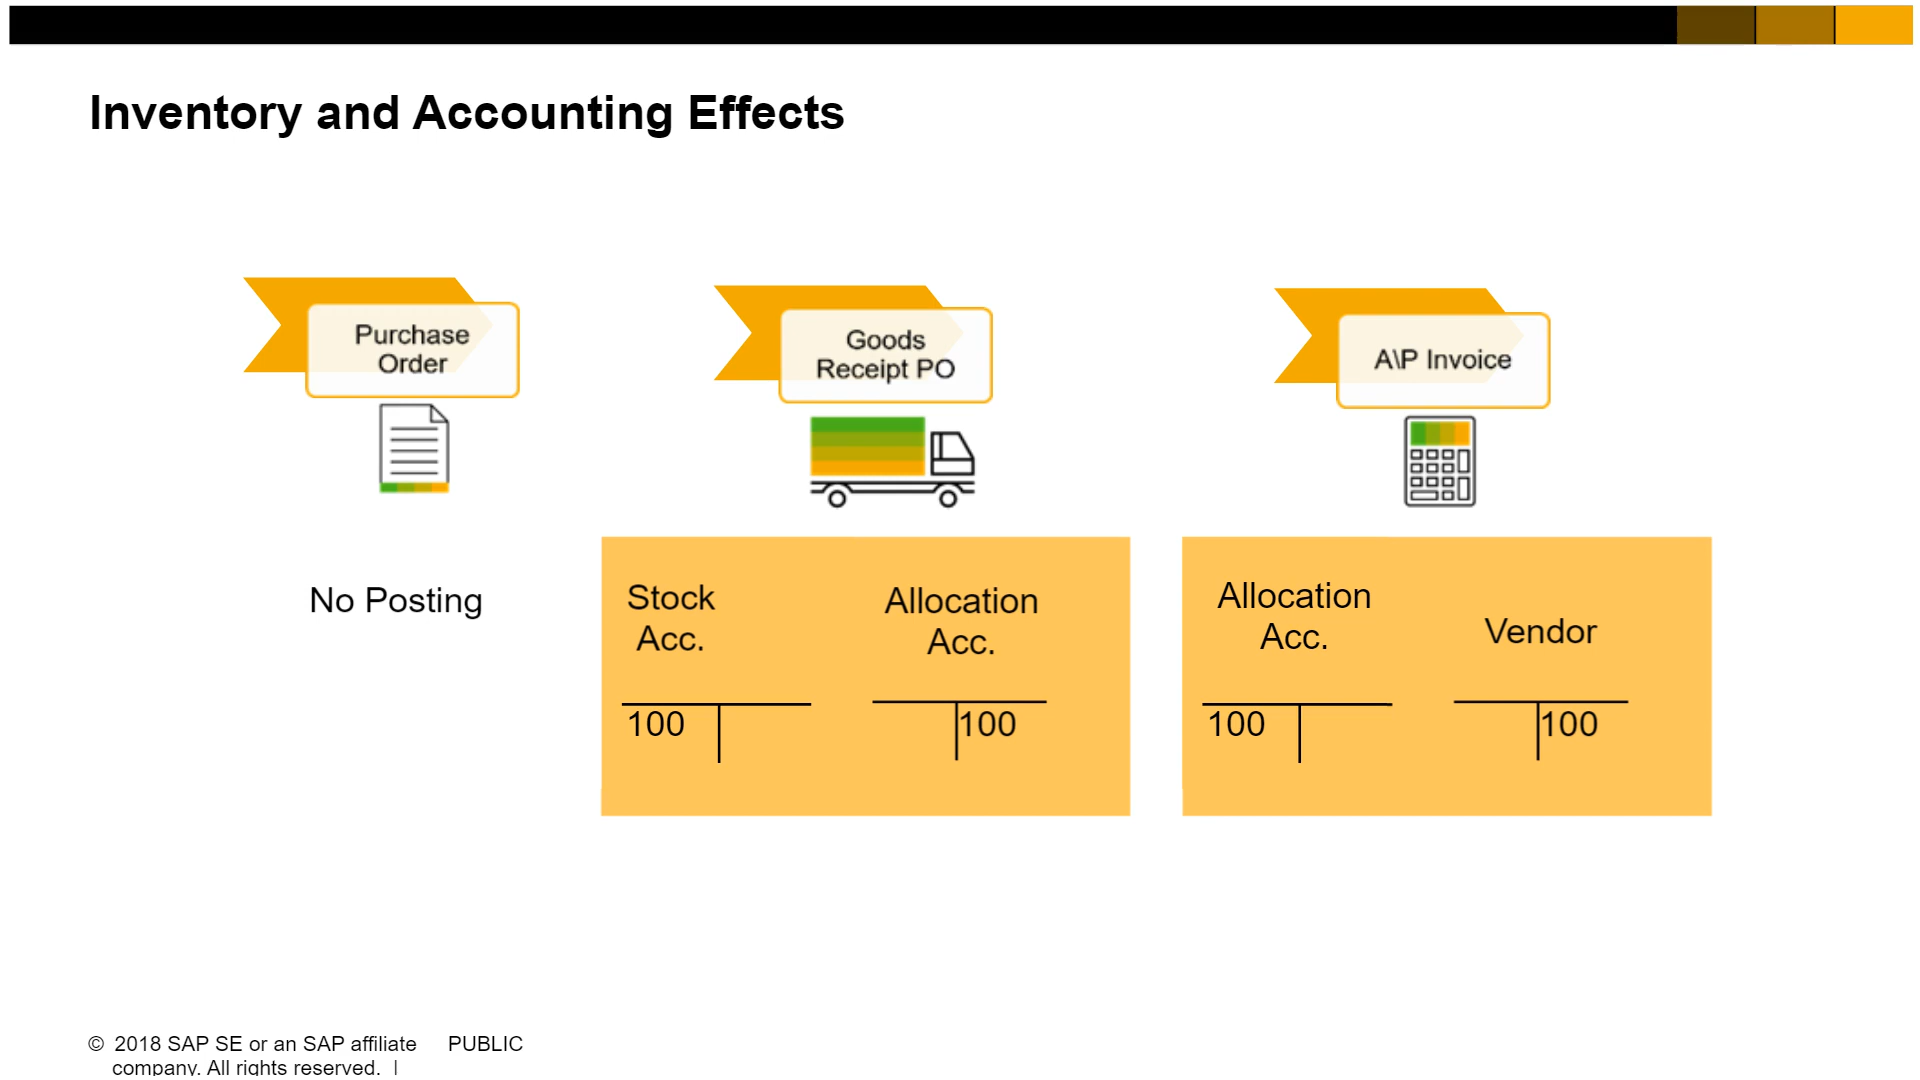 Inventory and Accounting Effects
Purchase
Order
Goods
Receipt PO
A\P Invoice
No Posting
Stock
Acc.
Allocation
Acc.
100
100
Allocation
Acc.
Vendor
100
100
© 2018 SAP SE or an SAP affiliate
company. All rights reserved. |
PUBLIC